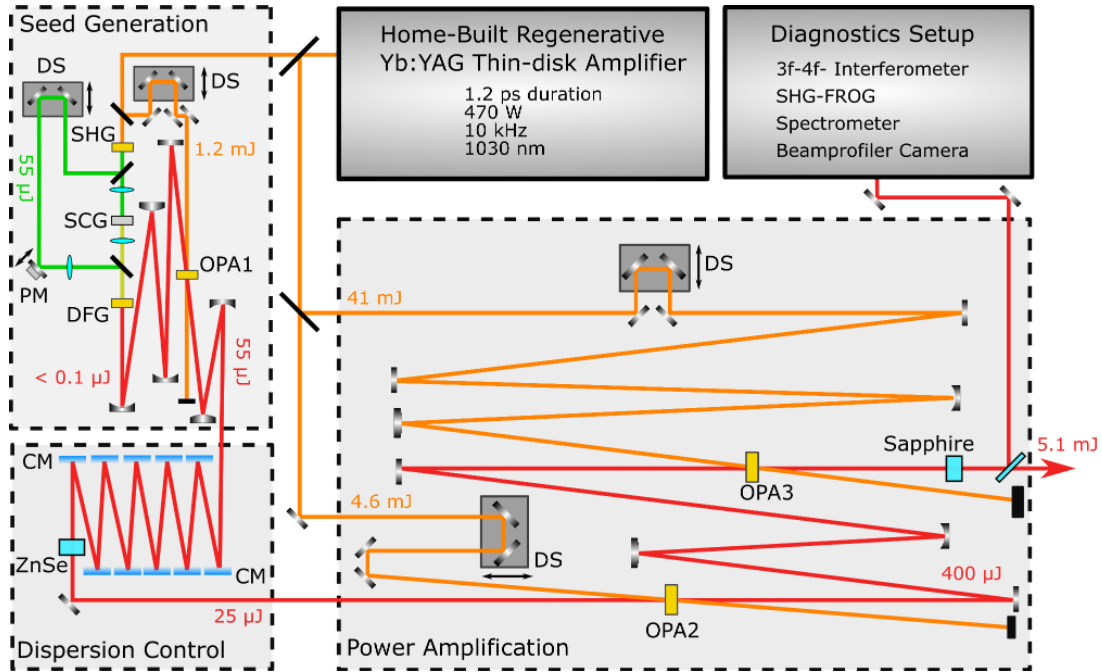 Seed Generation
DS
DS
SHG
55 µJ
1.2 mJ
SCG
PM
DFG
OPA1
< 0.1 µJ
55 µJ
Home-Built Regenerative
Yb:YAG Thin-disk Amplifier
1.2 ps duration
470 W
10 kHz
1030 nm
Diagnostics Setup
3f-4f- Interferometer
SHG-FROG
Spectrometer
Beamprofiler Camera
41 mJ
DS
Sapphire
5.1 mJ
OPA3
4.6 mJ
DS
400 µJ
OPA2
Power Amplification
CM
ZnSe
CM
25 µJ
Dispersion Control